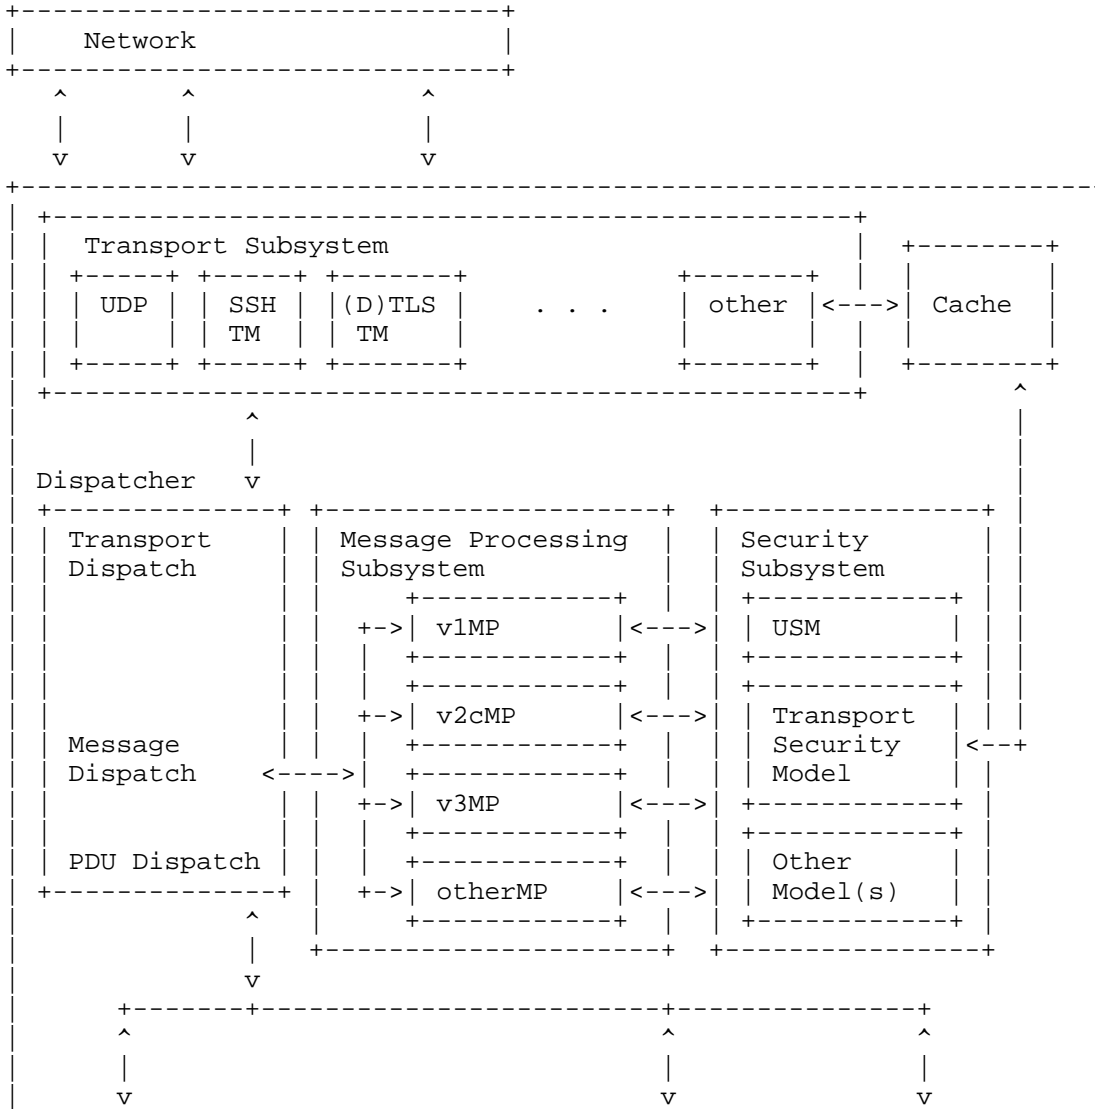 +------------------------------+
|    Network                   |
+------------------------------+
   ^       ^              ^
   |       |              |
   v       v              v
+-------------------------------------------------------------------
| +--------------------------------------------------+
| |  Transport Subsystem                             |  +--------+
| | +-----+ +-----+ +-------+             +-------+  |  |        |
| | | UDP | | SSH | |(D)TLS |    . . .    | other |<--->| Cache  |
| | |     | | TM  | | TM    |             |       |  |  |        |
| | +-----+ +-----+ +-------+             +-------+  |  +--------+
| +--------------------------------------------------+         ^
|              ^                                               |
|              |                                               |
| Dispatcher   v                                               |
| +--------------+ +---------------------+  +----------------+ |
| | Transport    | | Message Processing  |  | Security       | |
| | Dispatch     | | Subsystem           |  | Subsystem      | |
| |              | |     +------------+  |  | +------------+ | |
| |              | |  +->| v1MP       |<--->| | USM        | | |
| |              | |  |  +------------+  |  | +------------+ | |
| |              | |  |  +------------+  |  | +------------+ | |
| |              | |  +->| v2cMP      |<--->| | Transport  | | |
| | Message      | |  |  +------------+  |  | | Security   |<--+
| | Dispatch    <---->|  +------------+  |  | | Model      | |
| |              | |  +->| v3MP       |<--->| +------------+ |
| |              | |  |  +------------+  |  | +------------+ |
| | PDU Dispatch | |  |  +------------+  |  | | Other      | |
| +--------------+ |  +->| otherMP    |<--->| | Model(s)   | |
|              ^   |     +------------+  |  | +------------+ |
|              |   +---------------------+  +----------------+
|              v
|      +-------+-------------------------+---------------+
|      ^                                 ^               ^
|      |                                 |               |
|      v                                 v               v